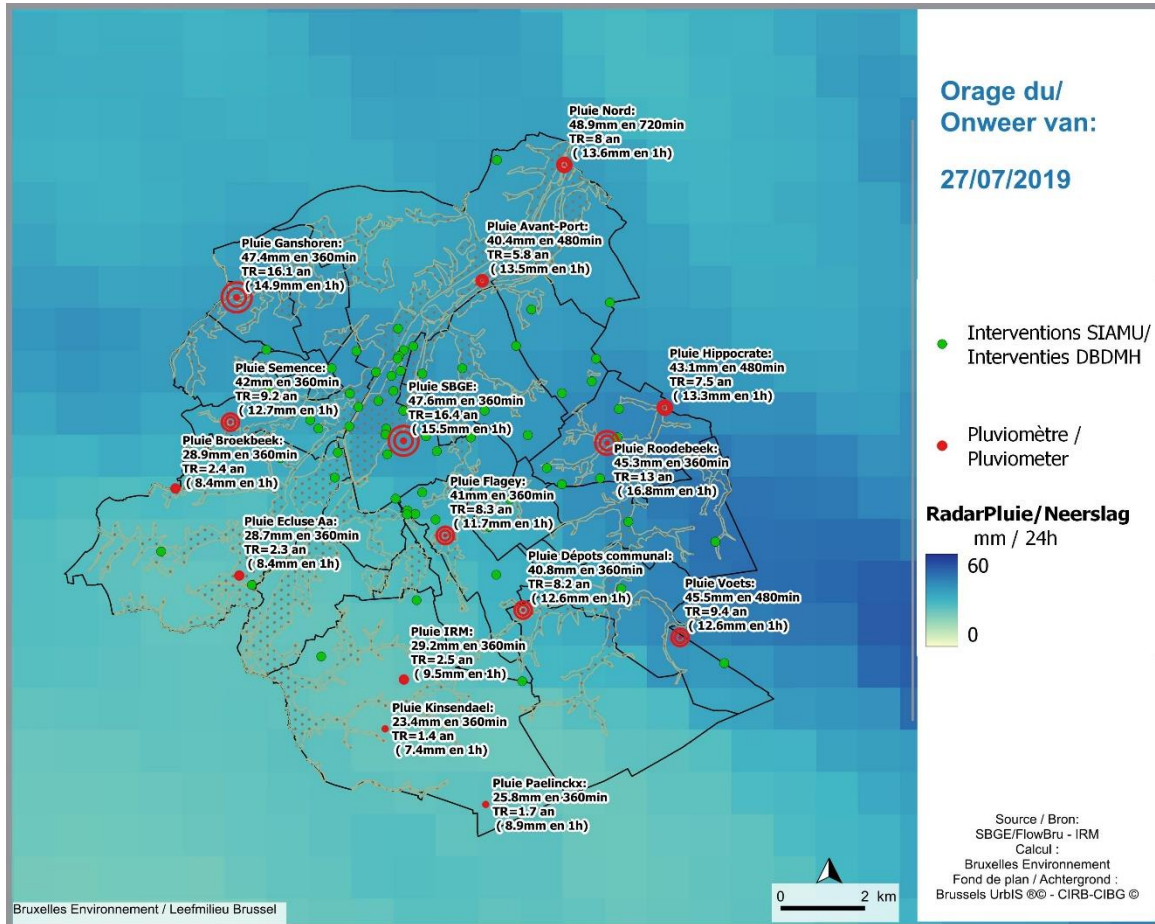 Pluie Nord:
48.9mm en 720min
TR=8 an
( 13.6mm en 1h)
Pluie Avant-Port:
40.4mm en 480min
TR=5.8 an
( 13.5mm en 1h)
Pluie Ganshoren:
47.4mm en 360min
TR=16.1 an
( 14.9mm en 1h)
Pluie Semence:
42mm en 360min
TR=9.2 an
( 12.7mm en 1h)
Pluie SBGE:
47.6mm en 360min
TR=16.4 an
( 15.5mm en 1h)
Pluie Hippocrate:
43.1mm en 480min
TR=7.5 an
( 13.3mm en 1h)
Pluie Broekbeek:
28.9mm en 360min
TR=2.4 an
( 8.4mm en 1h)
Pluie Roodebeek:
45.3mm en 360min
TR=13 an
( 16.8mm en 1h)
Pluie Flagey:
41mm en 360min
TR=8.3 an
( 11.7mm en 1h)
Pluie Ecluse Aa:
28.7mm en 360min
TR=2.3 an
( 8.4mm en 1h)
Pluie Dépots communal:
40.8mm en 360min
TR=8.2 an
( 12.6mm en 1h)
Pluie Voets:
45.5mm en 480min
TR=9.4 an
( 12.6mm en 1h)
Pluie IRM:
29.2mm en 360min
TR=2.5 an
( 9.5mm en 1h)
Pluie Kinsendael:
23.4mm en 360min
TR=1.4 an
( 7.4mm en 1h)
Pluie Paelinckx:
25.8mm en 360min
TR=1.7 an
( 8.9mm en 1h)
Bruxelles Environnement / Leefmilieu Brussel
0 2 km
Orage du/
Onweer van:
27/07/2019
Interventions SIAMU/
Interventies DBDMH
Pluviomètre /
Pluviometer
RadarPluie/Neerslag
mm / 24h
60
0
Source / Bron:
SBGE/FlowBru - IRM
Calcul :
Bruxelles Environnement
Fond de plan / Achtergrond :
Brussels UrbIS ®© - CIRB-CIBG ©